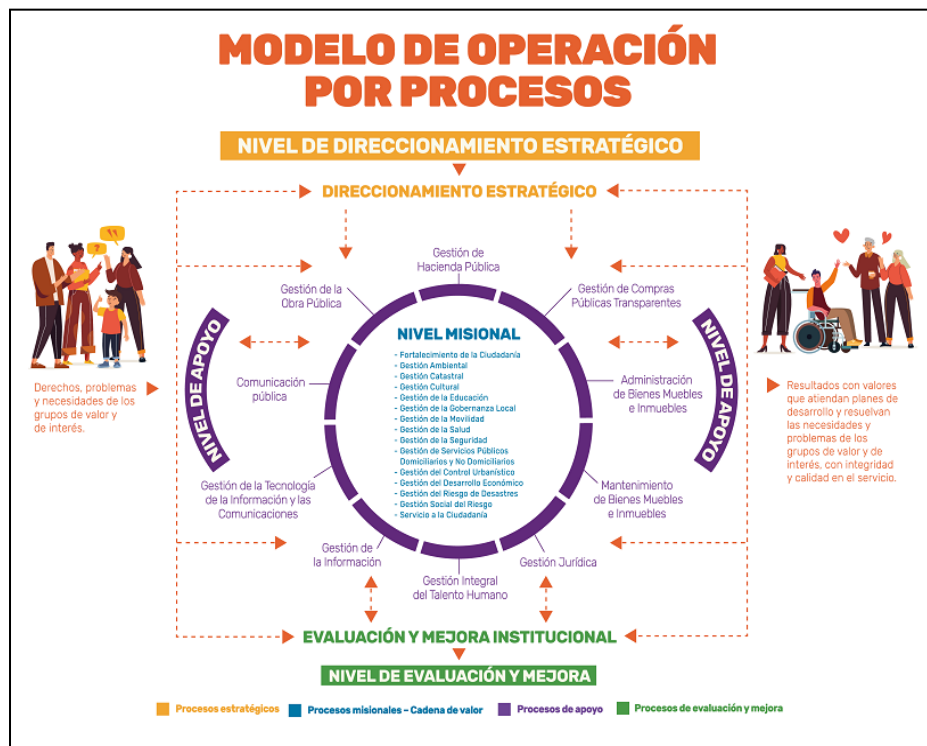 MODELO DE OPERACIÓN
POR PROCESOS
NIVEL DE DIRECCIONAMIENTO ESTRATÉGICO
DIRECCIONAMIENTO ESTRATÉGICO
Gestión de
Hacienda Pública
Gestión de la
Obra Pública
Gestión de Compras
Públicas Transparentes
NIVEL DE APOYO
Comunicación
pública
Gestión de la Tecnología
de la Información y las
Comunicaciones
Gestión de
la Información
Gestión Integral
del Talento Humano
Gestión Jurídica
Mantenimiento
de Bienes Muebles
e Inmuebles
Administración
de Bienes Muebles
e Inmuebles
NIVEL DE APOYO
NIVEL MISIONAL
- Fortalecimiento de la Ciudadanía
- Gestión Ambiental
- Gestión Catastral
- Gestión Cultural
- Gestión de la Educación
- Gestión de la Gobernanza Local
- Gestión de la Movilidad
- Gestión de la Salud
- Gestión de la Seguridad
- Gestión de Servicios Públicos
Domiciliarios y No Domiciliarios
- Gestión del Control Urbanístico
- Gestión del Desarrollo Económico
- Gestión del Riesgo de Desastres
- Gestión Social del Riesgo
- Servicio a la Ciudadanía
Derechos, problemas
y necesidades de los
grupos de valor y
de interés.
?
Resultados con valores
que atiendan planes de
desarrollo y resuelvan
las necesidades y
problemas de los
grupos de valor y de
interés, con integridad
y calidad en el servicio.
EVALUACIÓN Y MEJORA INSTITUCIONAL
NIVEL DE EVALUACIÓN Y MEJORA
Procesos estratégicos
Procesos misionales – Cadena de valor
Procesos de apoyo
Procesos de evaluación y mejora